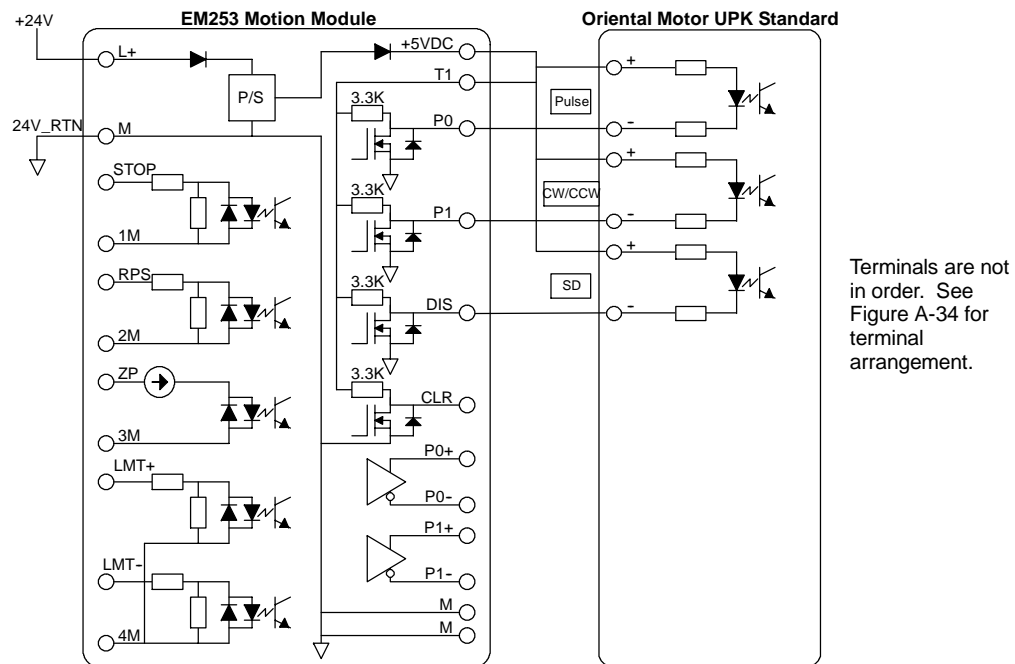 EM253 Motion Module
Oriental Motor UPK Standard
+24V
L+
+5VDC
+
T1
P/S
Pulse
3.3K
24V_RTN
M
P0
-
+
STOP
3.3K
CW/CCW
1M
P1
-
+
RPS
3.3K
SD
2M
DIS
-
Terminals are not
in order. See
Figure A-34 for
terminal
arrangement.
ZP
3.3K
CLR
3M
P0+
LMT+
P0-
P1+
LMT-
P1-
M
4M
M